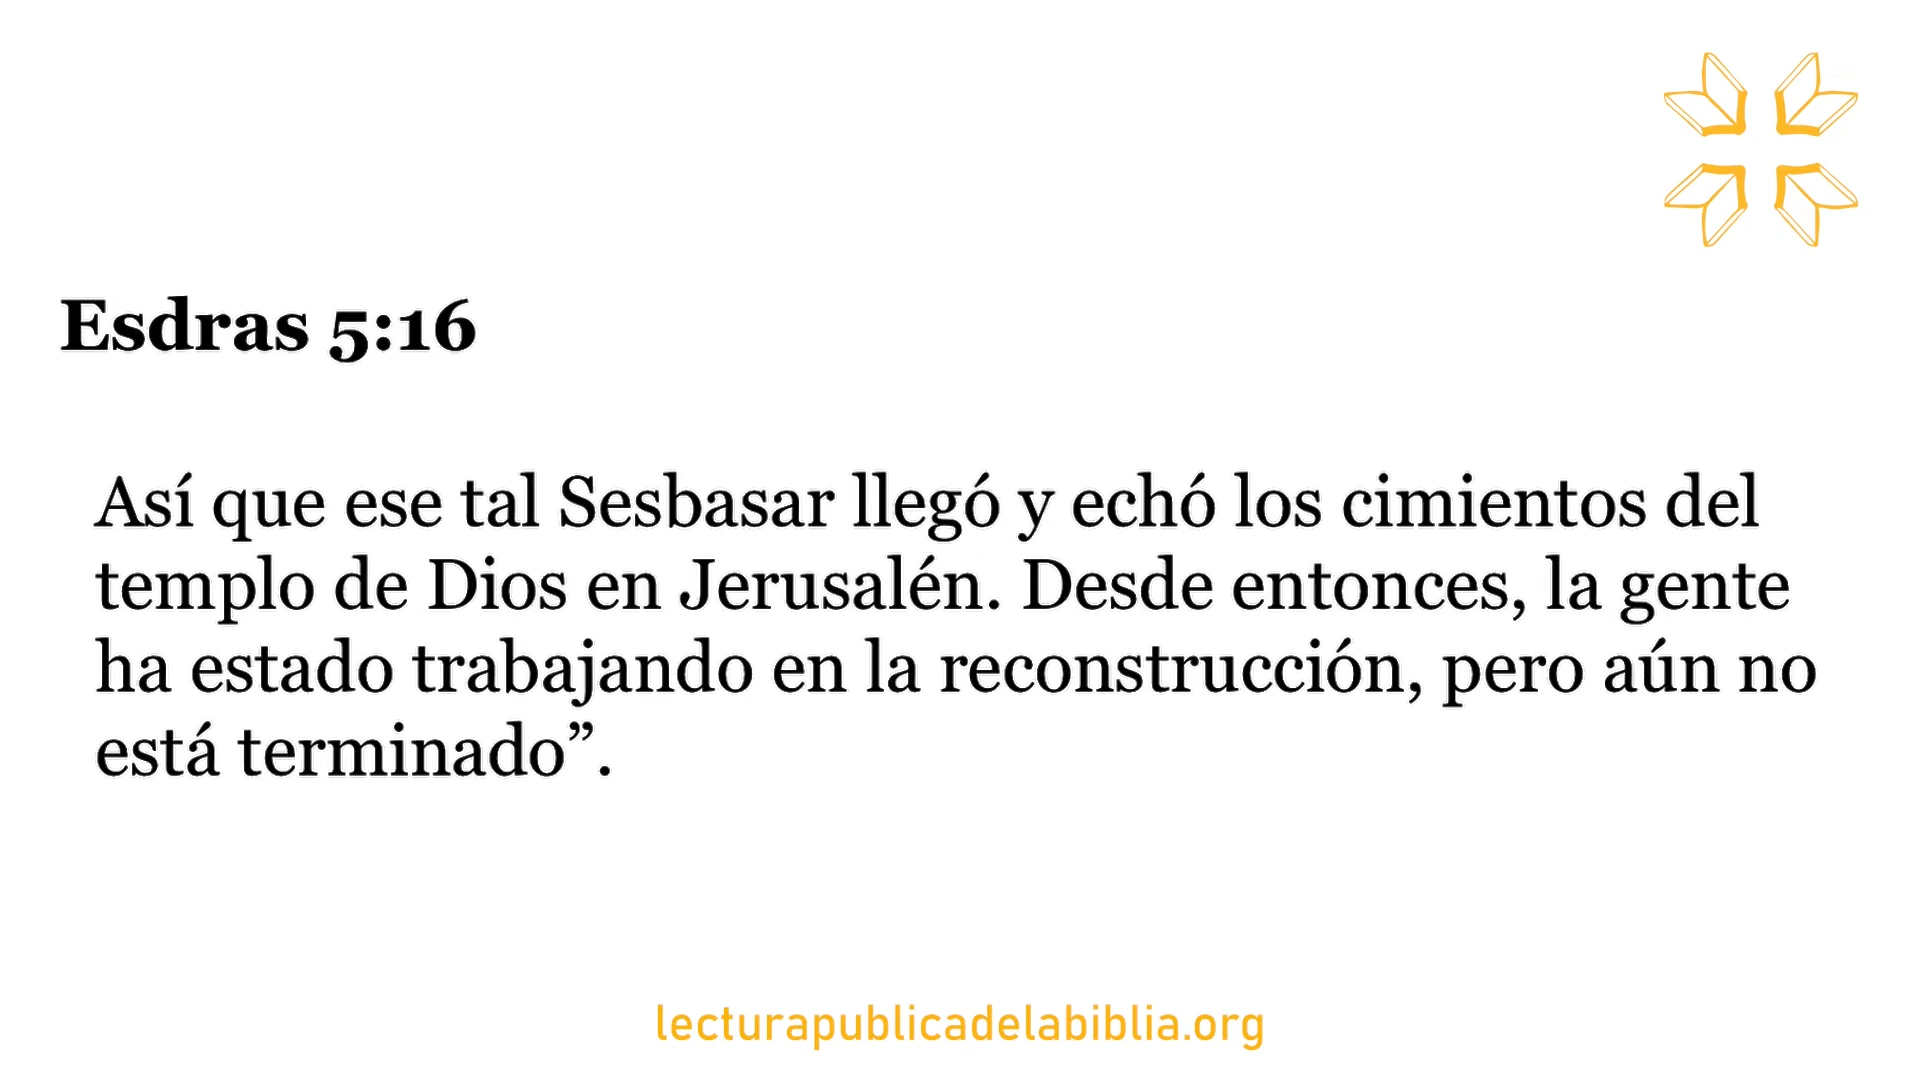 Esdras 5:16
Así que ese tal Sesbasar llegó y echó los cimientos del
templo de Dios en Jerusalén. Desde entonces, la gente
ha estado trabajando en la reconstrucción, pero aún no
está terminado”.
lecturapublicadelabiblia.org